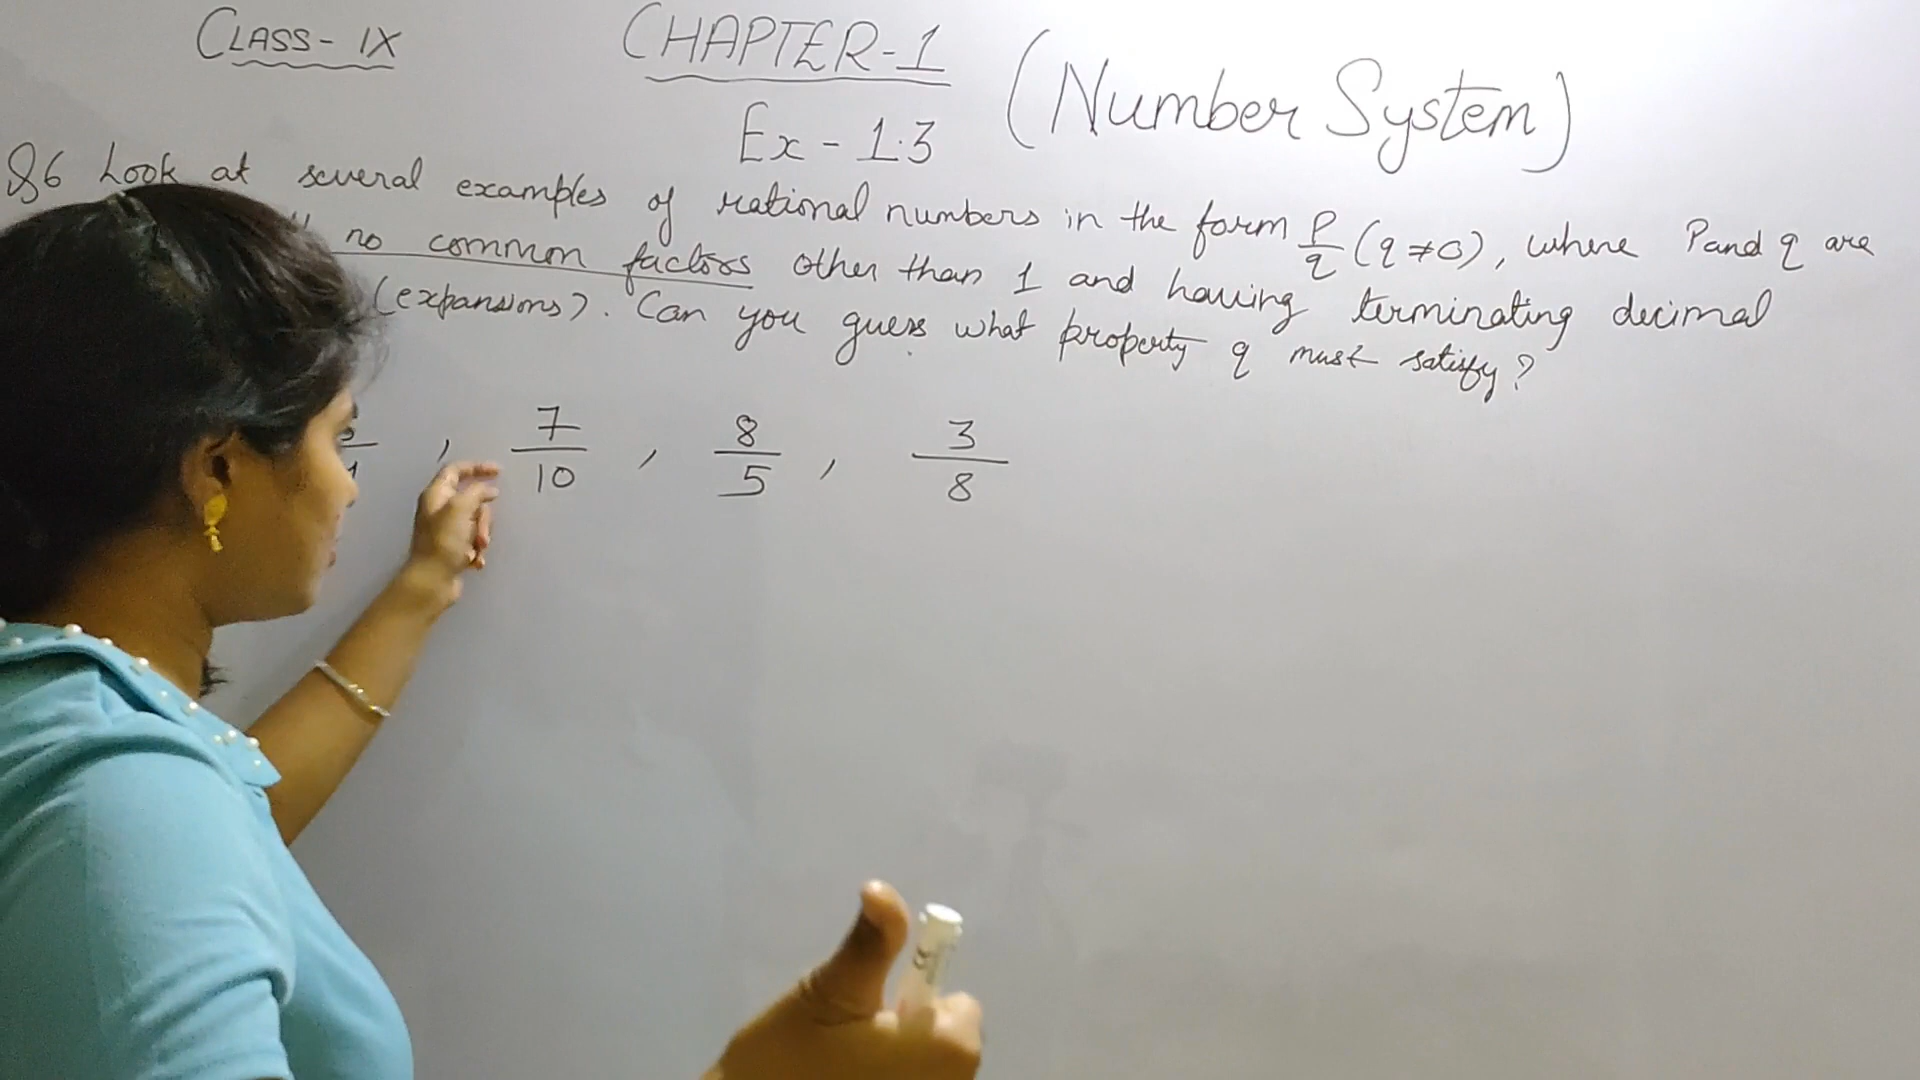 CLASS- IX
CHAPTER-1
(Number System)
Ex - 1.3
Q6 Look at several examples of rational numbers in the form P/q (q ≠ 0), where P and q are
no common factors other than 1 and having terminating decimal
(expansions). Can you guess what property q must satisfy?
, 7/10 , 8/5 , 3/8